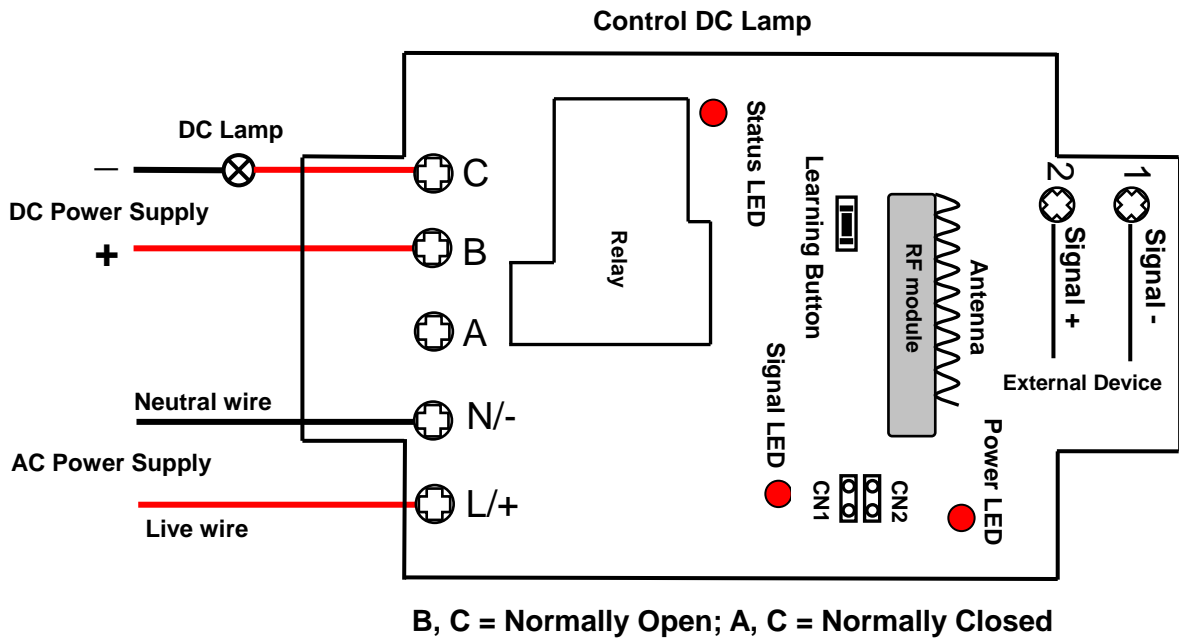 Control DC Lamp
DC Lamp
–
DC Power Supply
+
C
B
A
Neutral wire
N/-
AC Power Supply
L/+
Live wire
Relay
Status LED
Learning Button
RF module
Antenna
Signal LED
CN1
CN2
Power LED
2
1
Signal +
Signal -
External Device
B, C = Normally Open; A, C = Normally Closed